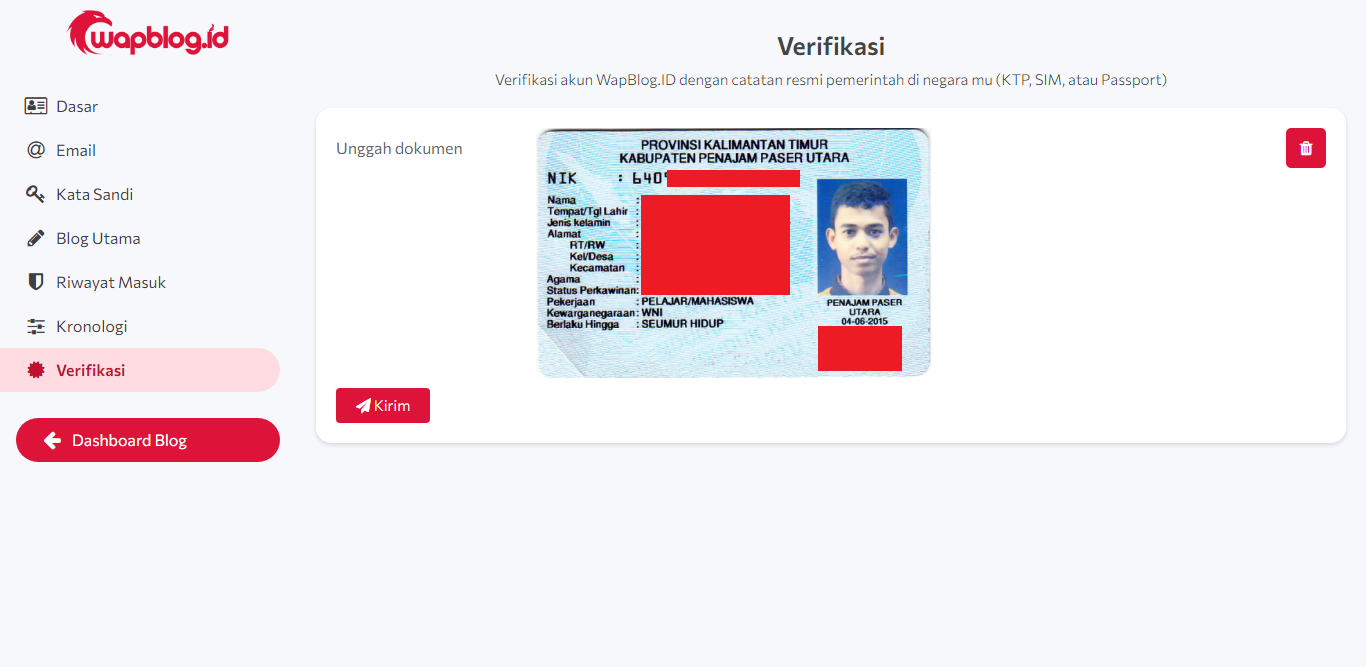 wapblog.id
Dasar
Email
Kata Sandi
Blog Utama
Riwayat Masuk
Kronologi
Verifikasi
Dashboard Blog
Verifikasi
Verifikasi akun WapBlog.ID dengan catatan resmi pemerintah di negara mu (KTP, SIM, atau Passport)
Unggah dokumen
PROVINSI KALIMANTAN TIMUR
KABUPATEN PENAJAM PASER UTARA
NIK : 6409
Nama :
Tempat/Tgl Lahir :
Jenis kelamin :
Alamat :
RT/RW :
Kel/Desa :
Kecamatan :
Agama :
Status Perkawinan:
Pekerjaan : PELAJAR/MAHASISWA
Kewarganegaraan: WNI
Berlaku Hingga : SEUMUR HIDUP
PENAJAM PASER
UTARA
04-06-2015
Kirim